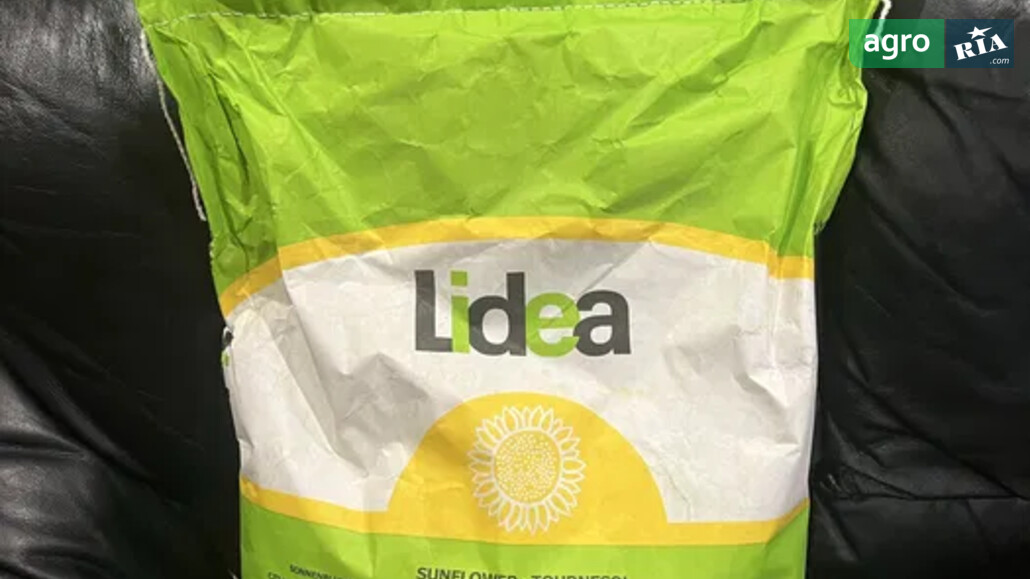 agro RIA
.com
Lidea
SUNFLOWER - TOURNESOL